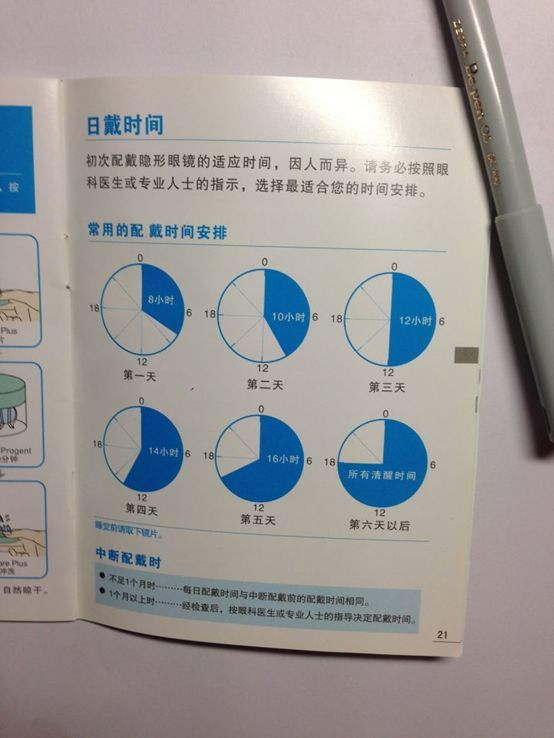 日戴时间
初次配戴隐形眼镜的适应时间，因人而异。请务必按照眼
科医生或专业人士的指示，选择最适合您的时间安排。
常用的配 戴时间安排
0
8小时
18 6
12
第一天
0
10小时
18 6
12
第二天
0
12小时
18 6
12
第三天
0
14小时
18 6
12
第四天
0
16小时
18 6
12
第五天
0
所有清醒时间
18 6
12
第六天以后
睡觉前请取下镜片。
中断配戴时
● 不足1个月时………每日配戴时间与中断配戴前的配戴时间相同。
● 1个月以上时………经检查后，按眼科医生或专业人士的指导决定配戴时间。
21
，按
Plus
片
Progent
分钟
are Plus
冲洗
自然晾干。